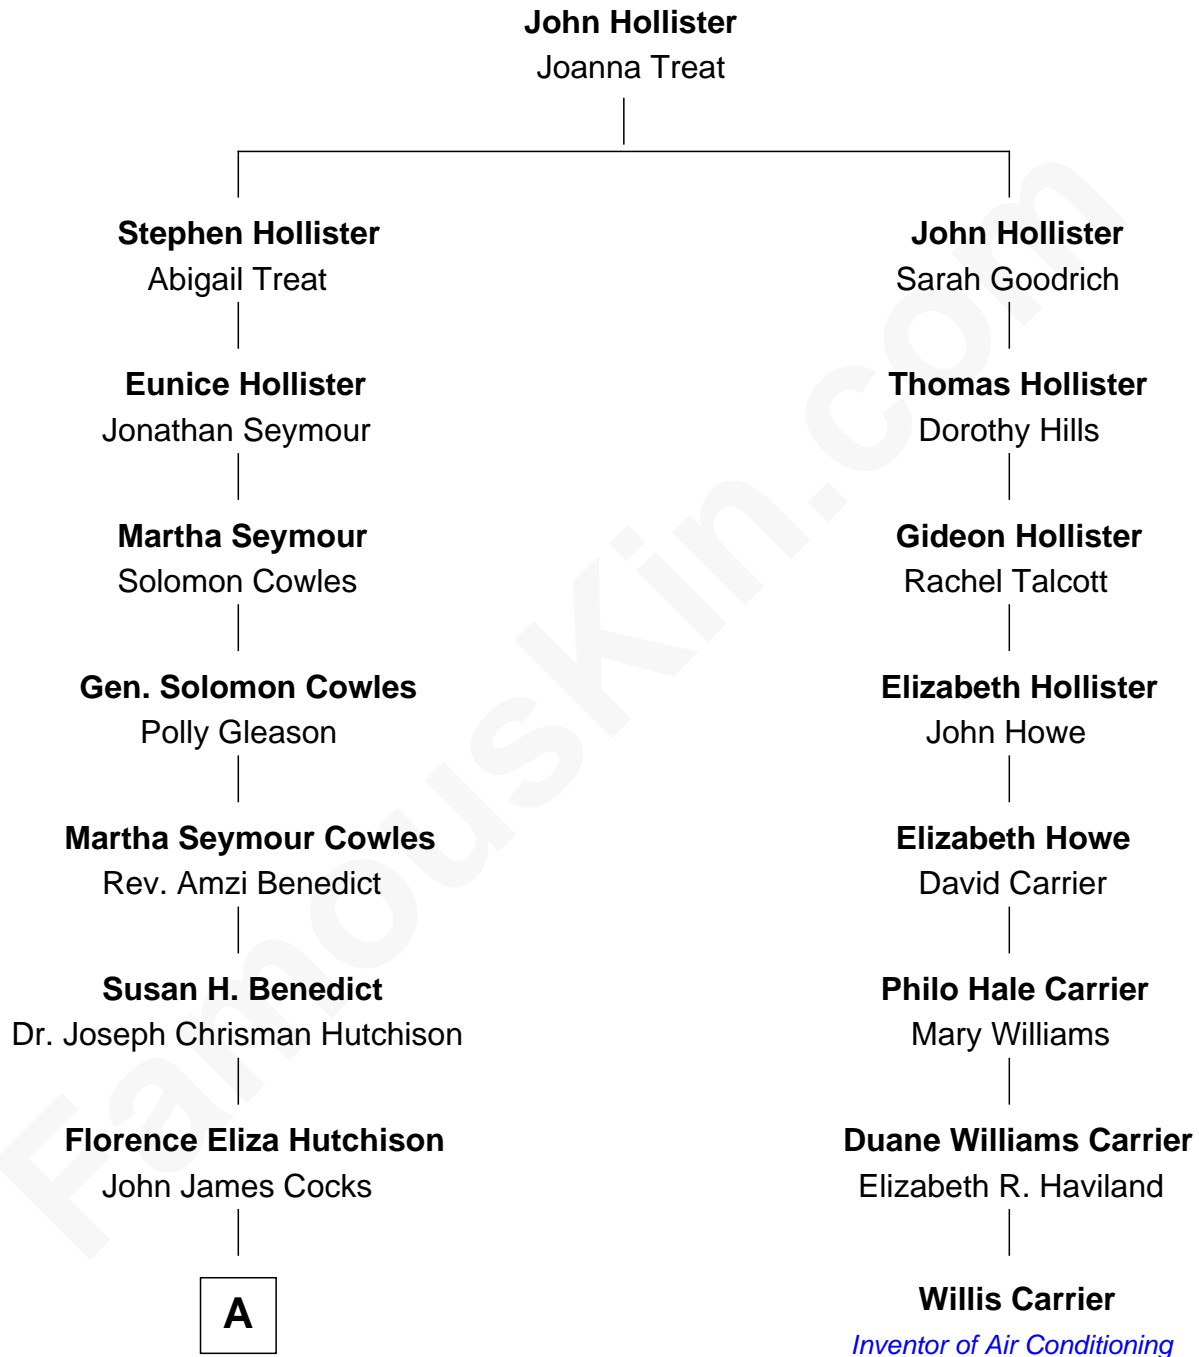 John Hollister
Joanna Treat
Stephen Hollister
Abigail Treat
John Hollister
Sarah Goodrich
Eunice Hollister
Jonathan Seymour
Thomas Hollister
Dorothy Hills
Martha Seymour
Solomon Cowles
Gideon Hollister
Rachel Talcott
Gen. Solomon Cowles
Polly Gleason
Elizabeth Hollister
John Howe
Martha Seymour Cowles
Rev. Amzi Benedict
Elizabeth Howe
David Carrier
Susan H. Benedict
Dr. Joseph Chrisman Hutchison
Philo Hale Carrier
Mary Williams
Florence Eliza Hutchison
John James Cocks
Duane Williams Carrier
Elizabeth R. Haviland
A
Willis Carrier
Inventor of Air Conditioning
FamousKin.com